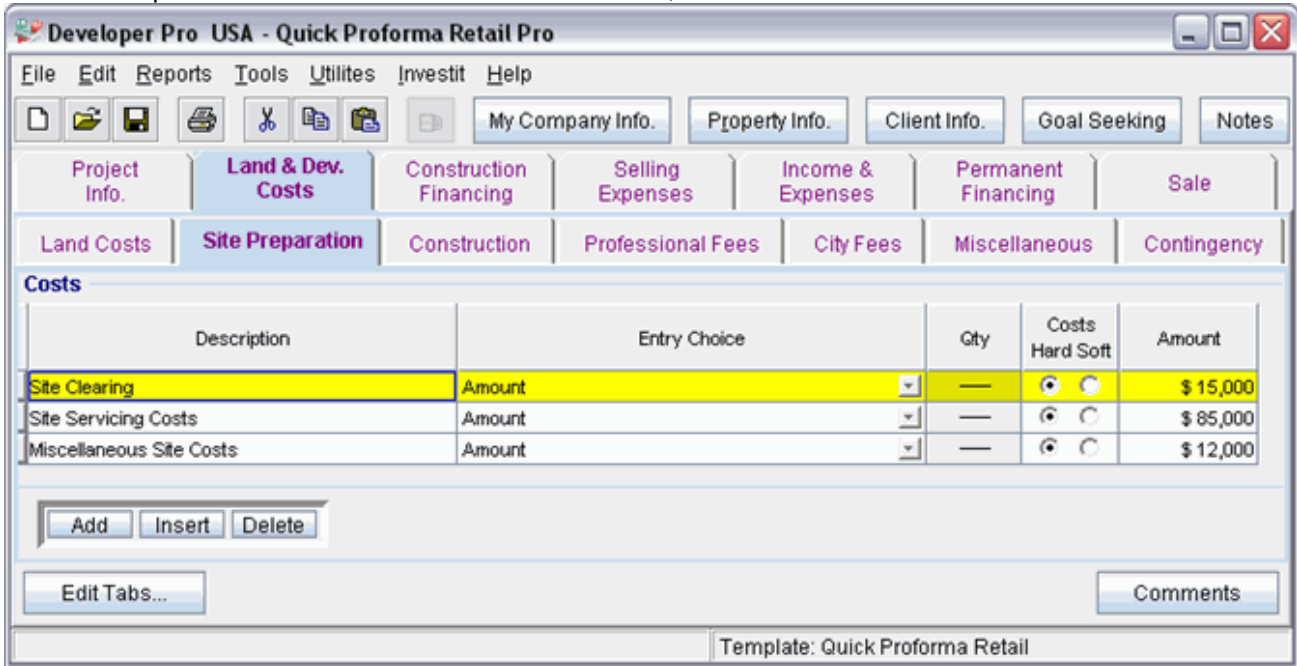 Developer Pro USA - Quick Proforma Retail Pro
File Edit Reports Tools Utilites Investit Help
My Company Info. Property Info. Client Info. Goal Seeking Notes
Project Info. Land & Dev. Costs Construction Financing Selling Expenses Income & Expenses Permanent Financing Sale
Land Costs Site Preparation Construction Professional Fees City Fees Miscellaneous Contingency
Costs
Description Entry Choice Qty Costs Hard Soft Amount
Site Clearing Amount — $ 15,000
Site Servicing Costs Amount — $ 85,000
Miscellaneous Site Costs Amount — $ 12,000
Add Insert Delete
Edit Tabs... Comments
Template: Quick Proforma Retail